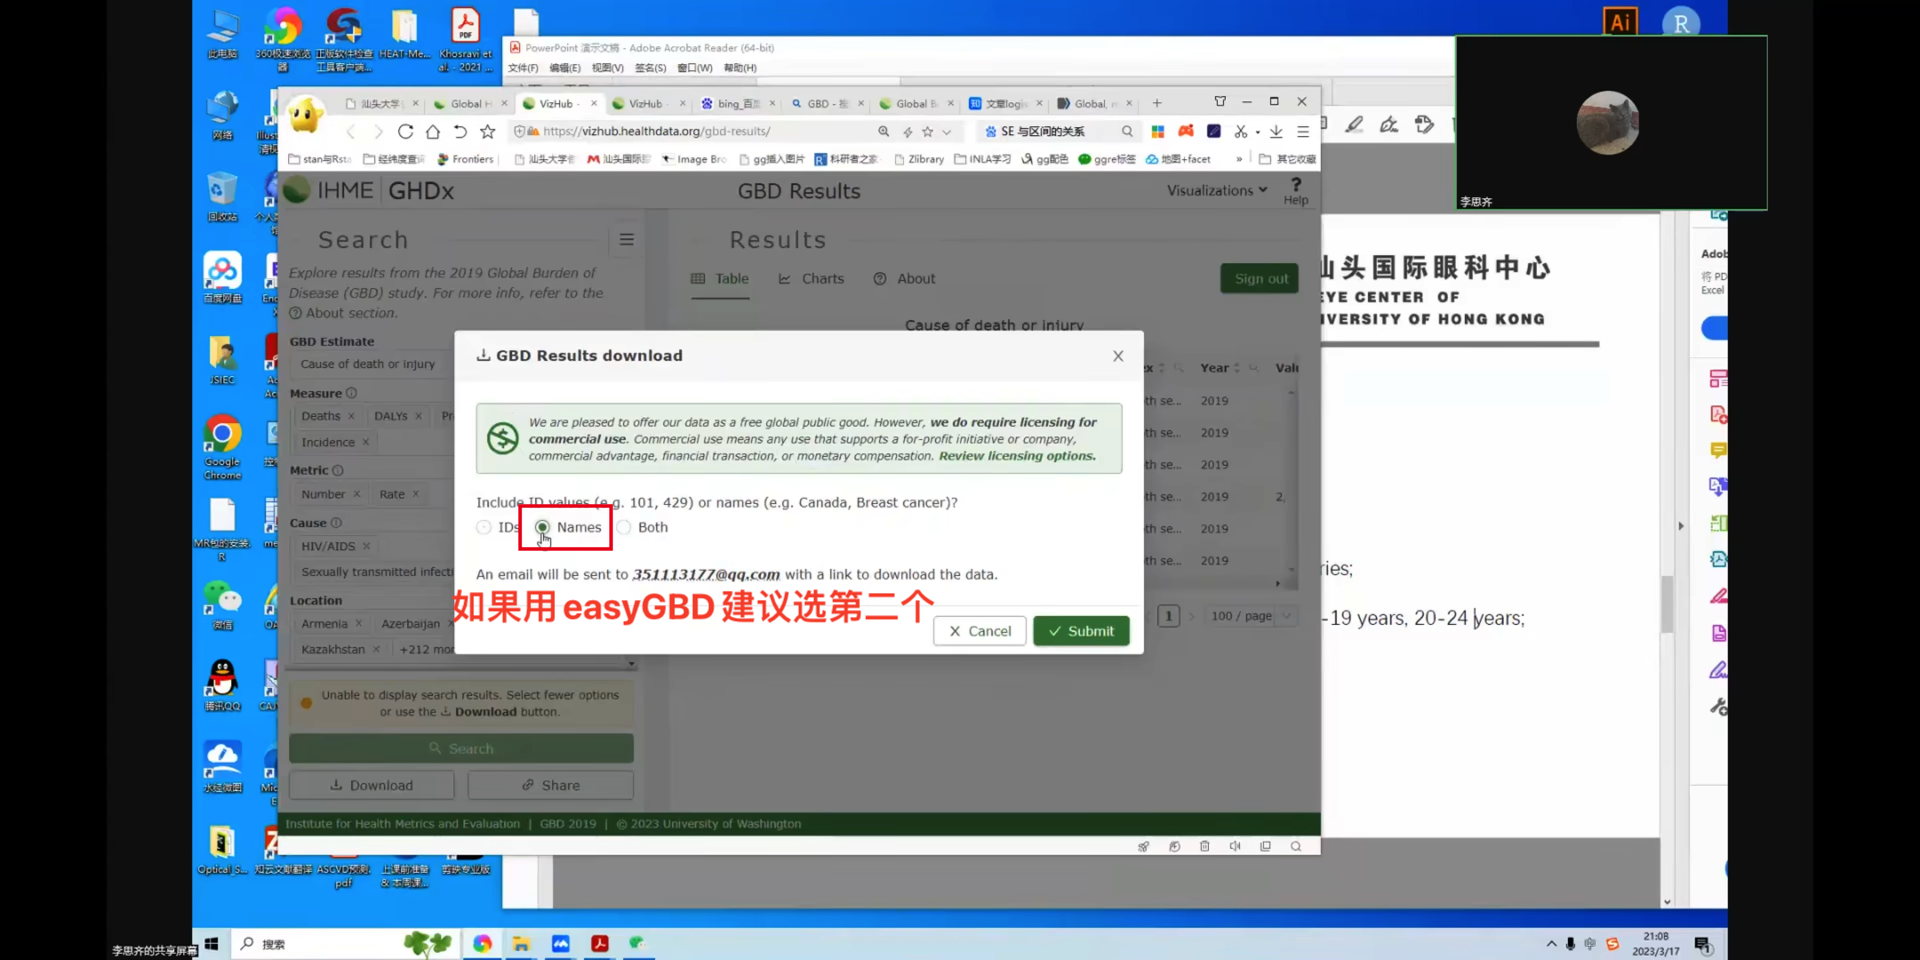 此电脑
360极速浏览器
正版软件检查工具客户端...
HEAT-Me...
Khosravi et al. - 2021 ...
Ai
R
PowerPoint 演示文稿 - Adobe Acrobat Reader (64-bit)
文件(F) 编辑(E) 视图(V) 签名(S) 窗口(W) 帮助(H)
汕头大学
Global H
VizHub -
VizHub -
bing_百
GBD -
Global B
文章logi
Global, r
https://vizhub.healthdata.org/gbd-results/
SE 与区间的关系
stan与Rsta
经纬度查
Frontiers
汕头大学
汕头国际
Image Bro
gg插入图片
科研者之家
Zlibrary
INLA学习
gg配色
ggre标签
地图+facet
»
其它收藏
李思齐
IHME | GHDx
GBD Results
Visualizations
Help
Search
Explore results from the 2019 Global Burden of
Disease (GBD) study. For more info, refer to the
About section.
GBD Estimate
Cause of death or injury
Measure
Deaths × DALYs × Pr
Incidence ×
Metric
Number × Rate ×
Cause
HIV/AIDS ×
Sexually transmitted infecti
Location
Armenia × Azerbaijan
Kazakhstan × +212 mor
Unable to display search results. Select fewer options
or use the Download button.
Search
Download
Share
Results
Table
Charts
About
Sign out
Cause of death or injury
ex
Year
Valu
th se... 2019
th se... 2019
th se... 2019
th se... 2019 2,
th se... 2019
th se... 2019
1
100 / page
GBD Results download
We are pleased to offer our data as a free global public good. However, we do require licensing for
commercial use. Commercial use means any use that supports a for-profit initiative or company,
commercial advantage, financial transaction, or monetary compensation. Review licensing options.
Include ID values (e.g. 101, 429) or names (e.g. Canada, Breast cancer)?
IDs
Names
Both
An email will be sent to 351113177@qq.com with a link to download the data.
如果用easyGBD建议选第二个
Cancel
Submit
Institute for Health Metrics and Evaluation | GBD 2019 | © 2023 University of Washington
汕头国际眼科中心
EYE CENTER OF
IVERSITY OF HONG KONG
ries;
-19 years, 20-24 years;
Adob
将 PD
Excel
网络
回收站
百度网盘
JSIEC
Google Chrome
MR包的安装.R
微信
腾讯QQ
水经微图
Optical_S...
知云文献翻译
ASCVD预测.pdf
上课前准备 & 本周课...
剪映专业版
李思齐的共享屏幕
搜索
21:08
2023/3/17